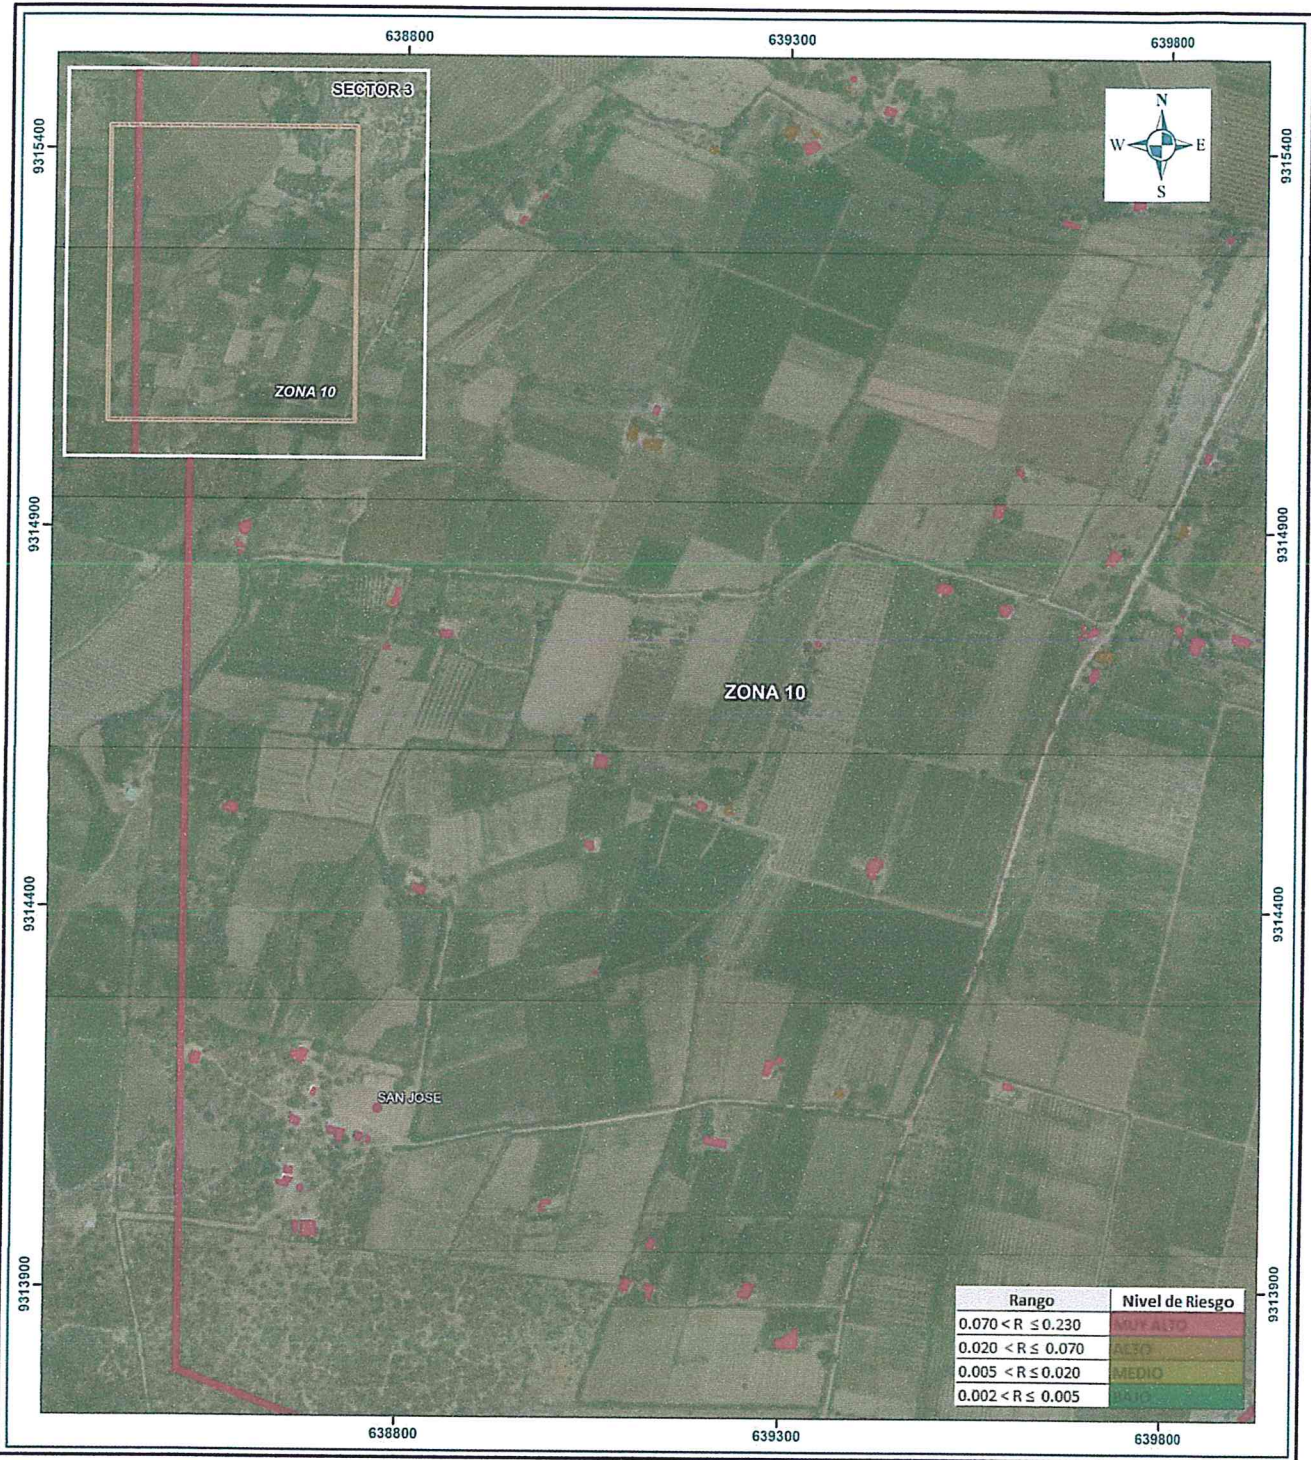 638800
639300
639800
SECTOR 3
N
W
E
S
9315400
9315400
ZONA 10
9314900
9314900
ZONA 10
9314400
9314400
SAN JOSE
9313900
9313900
Rango Nivel de Riesgo
0.070 < R ≤ 0.230 MUY ALTO
0.020 < R ≤ 0.070 ALTO
0.005 < R ≤ 0.020 MEDIO
0.002 < R ≤ 0.005 BAJO
638800
639300
639800